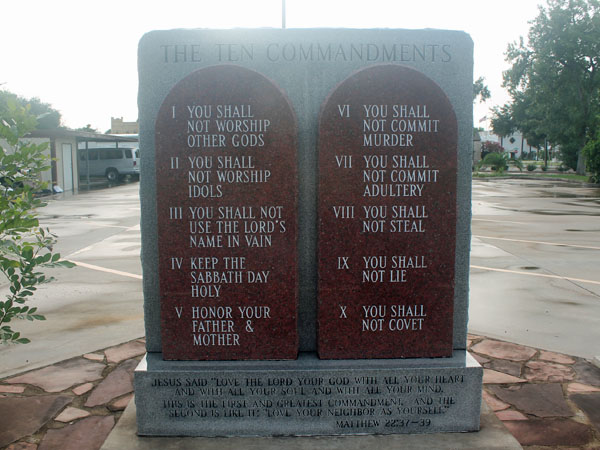 THE TEN COMMANDMENTS
I YOU SHALL
NOT WORSHIP
OTHER GODS
II YOU SHALL
NOT WORSHIP
IDOLS
III YOU SHALL NOT
USE THE LORD'S
NAME IN VAIN
IV KEEP THE
SABBATH DAY
HOLY
V HONOR YOUR
FATHER &
MOTHER
VI YOU SHALL
NOT COMMIT
MURDER
VII YOU SHALL
NOT COMMIT
ADULTERY
VIII YOU SHALL
NOT STEAL
IX YOU SHALL
NOT LIE
X YOU SHALL
NOT COVET
JESUS SAID "LOVE THE LORD YOUR GOD WITH ALL YOUR HEART
AND WITH ALL YOUR SOUL AND WITH ALL YOUR MIND.
THIS IS THE FIRST AND GREATEST COMMANDMENT. AND THE
SECOND IS LIKE IT: "LOVE YOUR NEIGHBOR AS YOURSELF."
MATTHEW 22:37-39